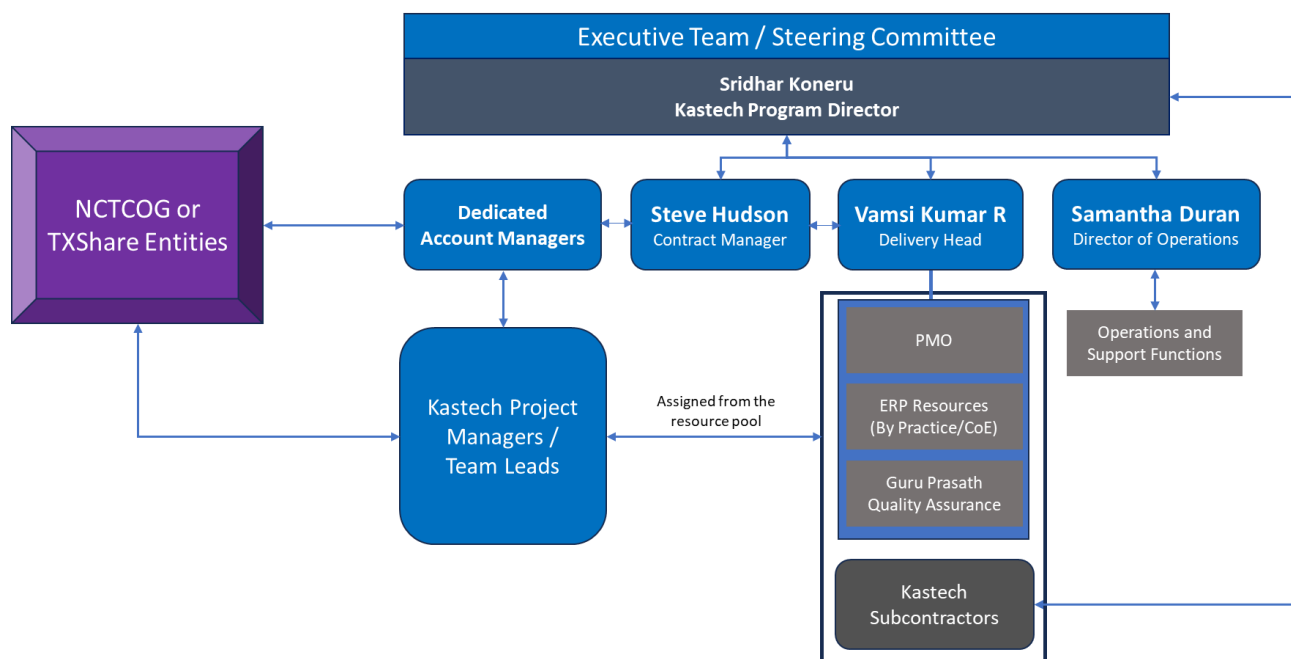 Executive Team / Steering Committee
Sridhar Koneru
Kastech Program Director
NCTCOG or
TXShare Entities
Dedicated
Account Managers
Steve Hudson
Contract Manager
Vamsi Kumar R
Delivery Head
Samantha Duran
Director of Operations
PMO
Operations and
Support Functions
Kastech Project
Managers /
Team Leads
Assigned from the
resource pool
ERP Resources
(By Practice/CoE)
Guru Prasath
Quality Assurance
Kastech
Subcontractors